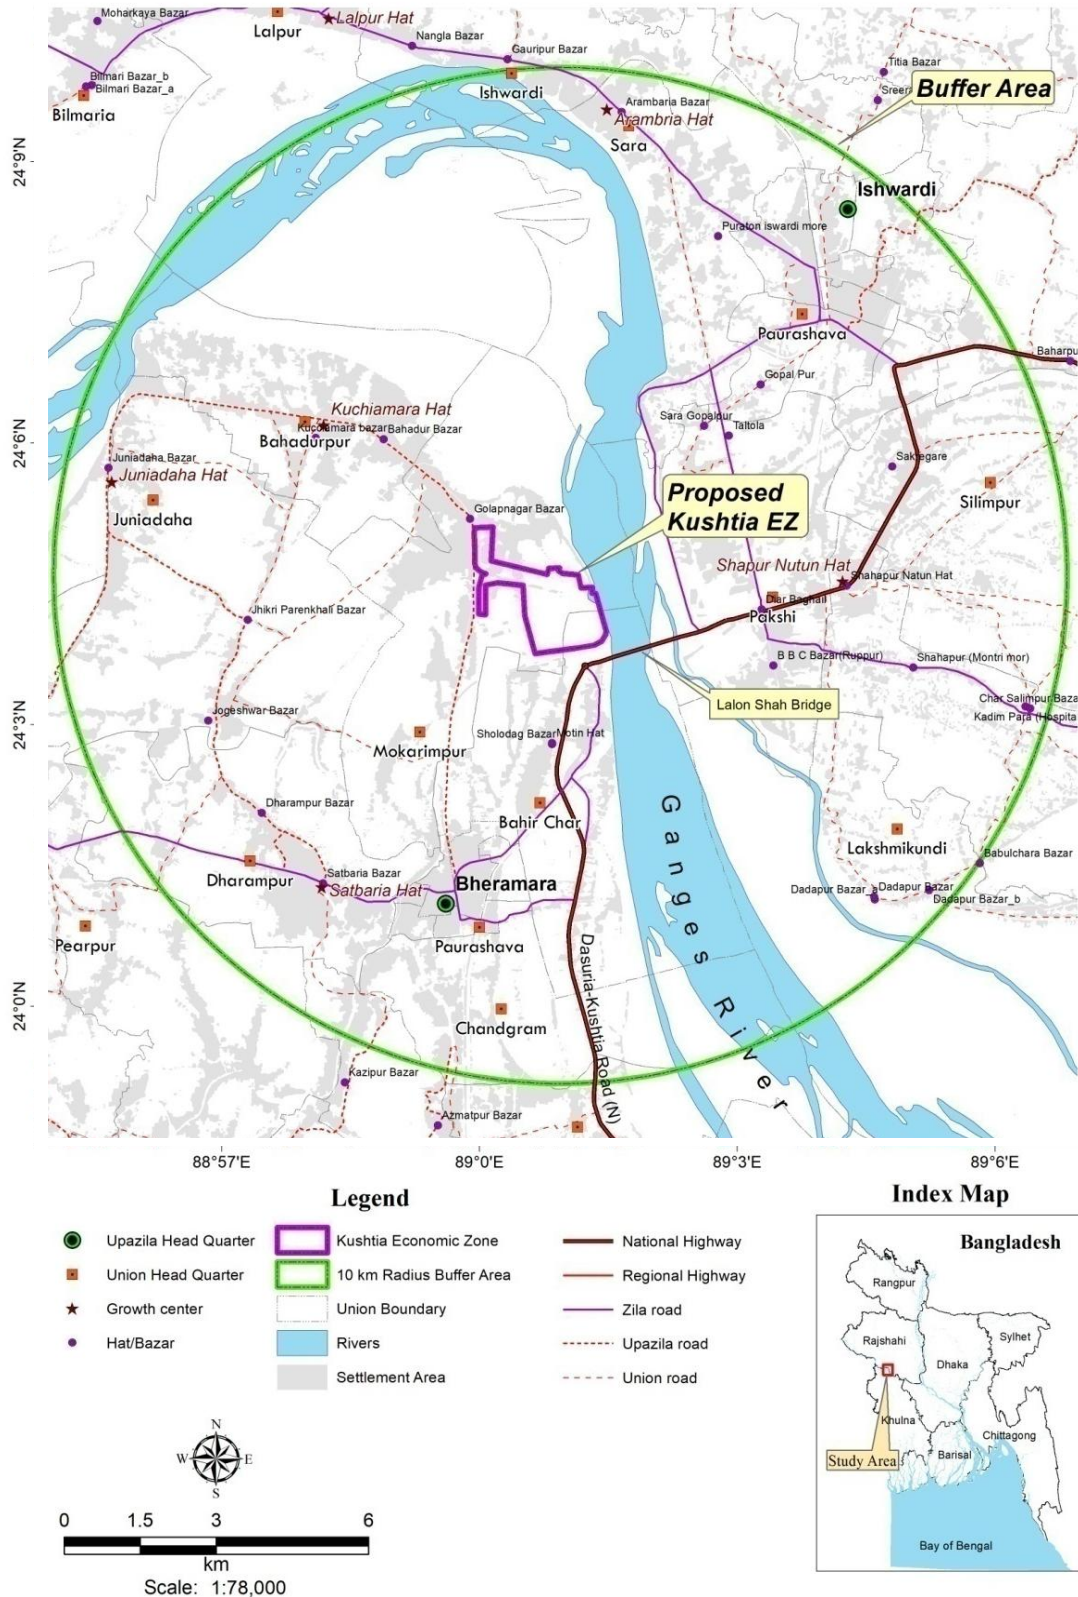 Moharkaya Bazar
Lalpur Hat
Lalpur
Nangla Bazar
Gauripur Bazar
Titia Bazar
Bilmari Bazar_b
Bilmari Bazar_a
Bilmaria
Ishwardi
Buffer Area
Arambaria Bazar
Arambria Hat
Sara
24°9'N
Ishwardi
Puraton iswardi more
Paurashava
Baharpu
Gopal Pur
Kuchiamara Hat
Sara Gopalpur
Taltola
Bahadur Bazar
Bahadurpur
24°6'N
Juniadaha Bazar
Juniadaha Hat
Juniadaha
Silimpur
Proposed
Kushtia EZ
Golapnagar Bazar
Shapur Nutun Hat
Shahapur Natun Hat
Jhikri Parenkhali Bazar
Pakshi
B B C Bazar(Ruppur)
Shahapur (Montri mor)
Lalon Shah Bridge
Char Salimpur Baza
Kadim Para (Hospita
24°3'N
Jogeshwar Bazar
Mokarimpur
Sholodag Bazar
Motin Hat
Ganges River
Dharampur Bazar
Bahir Char
Lakshmikundi
Babulchara Bazar
Dharampur
Satbaria Bazar
Satbaria Hat
Bheramara
Dadapur Bazar_a
Dadapur Bazar
Dadapur Bazar_b
Pearpur
Paurashava
Dasuria-Kushtia Road (N)
24°0'N
Chandgram
Kazipur Bazar
Azmatpur Bazar
88°57'E
89°0'E
89°3'E
89°6'E
Legend
Upazila Head Quarter
Union Head Quarter
Growth center
Hat/Bazar
Kushtia Economic Zone
10 km Radius Buffer Area
Union Boundary
Rivers
Settlement Area
National Highway
Regional Highway
Zila road
Upazila road
Union road
N
W
E
S
0 1.5 3 6
km
Scale: 1:78,000
Index Map
Bangladesh
Rangpur
Rajshahi
Sylhet
Dhaka
Khulna
Chittagong
Barisal
Study Area
Bay of Bengal